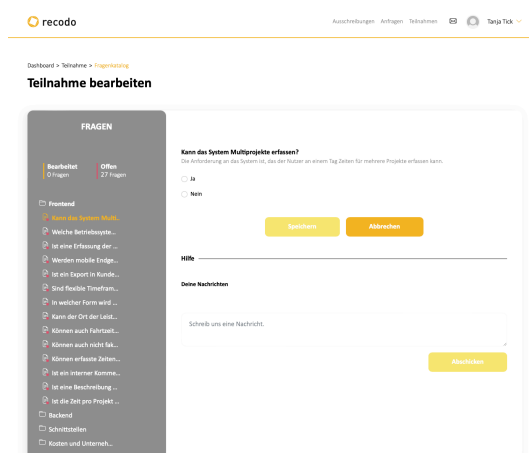 recodo
Ausschreibungen Anfragen Teilnahmen Tanja Tick
Dashboard > Teilnahme > Fragenkatalog
Teilnahme bearbeiten
FRAGEN
Bearbeitet
0 Fragen
Offen
27 Fragen
Frontend
Kann das System Multi...
Welche Betriebssyste...
Ist eine Erfassung der ...
Werden mobile Endge...
Ist ein Export in Kunde...
Sind flexible Timefram...
In welcher Form wird ...
Kann der Ort der Leist...
Können auch Fahrtzeit...
Können auch nicht fak...
Können erfasste Zeiten...
Ist ein interner Komme...
Ist eine Beschreibung ...
Ist die Zeit pro Projekt ...
Backend
Schnittstellen
Kosten und Unterneh...
Kann das System Multiprojekte erfassen?
Die Anforderung an das System ist, das der Nutzer an einem Tag Zeiten für mehrere Projekte erfassen kann.
Ja
Nein
Speichern
Abbrechen
Hilfe
Deine Nachrichten
Schreib uns eine Nachricht.
Abschicken